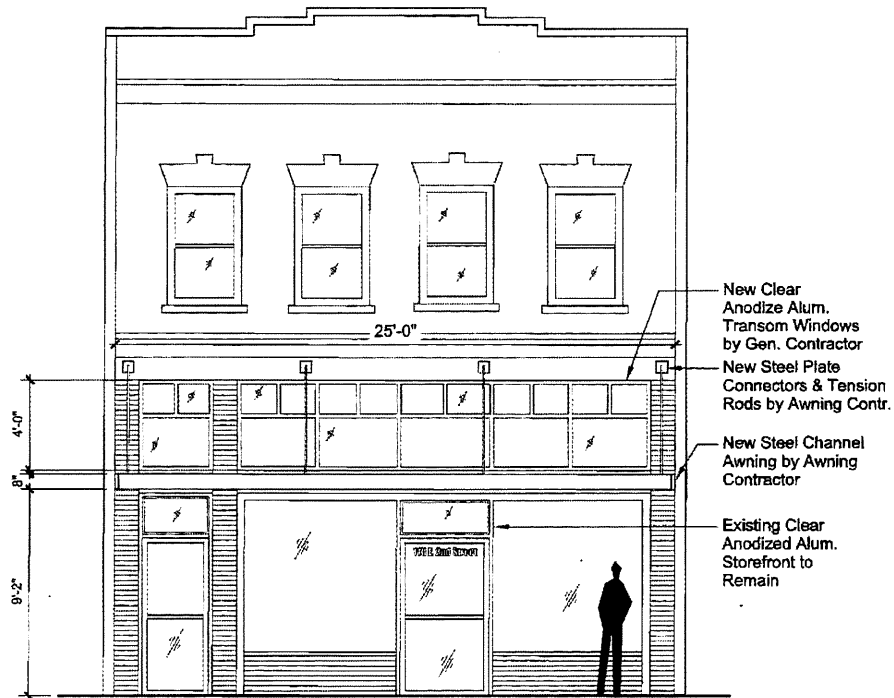 25'-0"
New Clear
Anodize Alum.
Transom Windows
by Gen. Contractor
New Steel Plate
Connectors & Tension
Rods by Awning Contr.
4'-0"
New Steel Channel
Awning by Awning
Contractor
8"
Existing Clear
Anodized Alum.
Storefront to
Remain
E. 2nd Street
9'-2"